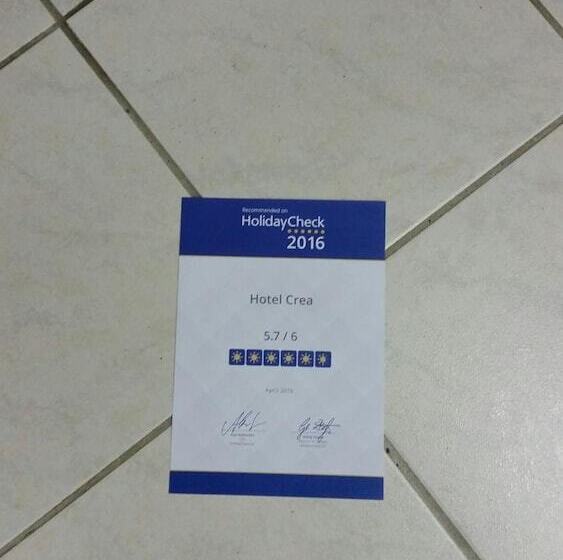 Recommended on
HolidayCheck
2016
Hotel Crea
5.7 / 6
April 2016